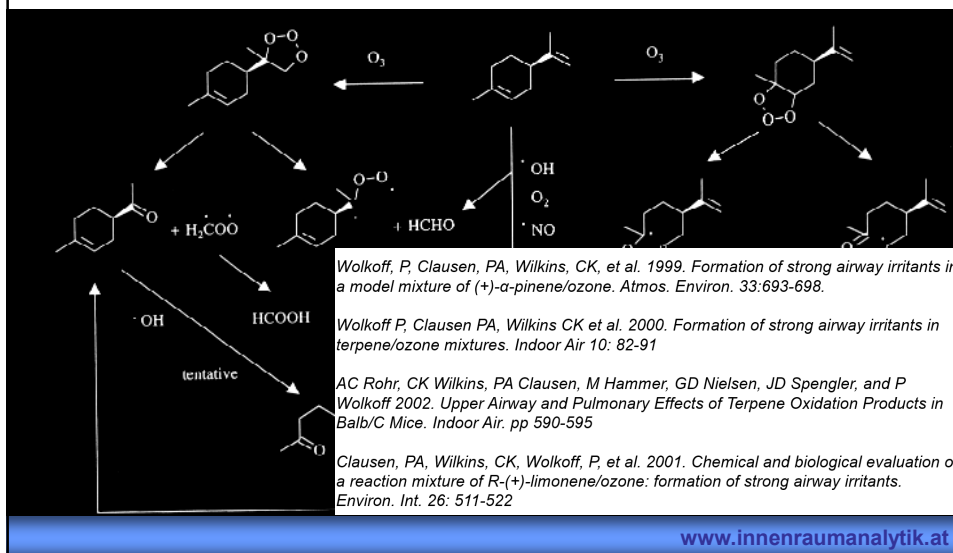 O₃
O₃
O-O
O
O
O-O
O
O-O·
O
· OH
O₂
· NO
+ H₂ĊOȮ
+ HCHO
Wolkoff, P, Clausen, PA, Wilkins, CK, et al. 1999. Formation of strong airway irritants in
a model mixture of (+)-α-pinene/ozone. Atmos. Environ. 33:693-698.
· OH
HCOOH
Wolkoff P, Clausen PA, Wilkins CK et al. 2000. Formation of strong airway irritants in
terpene/ozone mixtures. Indoor Air 10: 82-91
tentative
AC Rohr, CK Wilkins, PA Clausen, M Hammer, GD Nielsen, JD Spengler, and P
Wolkoff 2002. Upper Airway and Pulmonary Effects of Terpene Oxidation Products in
Balb/C Mice. Indoor Air. pp 590-595
O
Clausen, PA, Wilkins, CK, Wolkoff, P, et al. 2001. Chemical and biological evaluation o
a reaction mixture of R-(+)-limonene/ozone: formation of strong airway irritants.
Environ. Int. 26: 511-522
www.innenraumanalytik.at